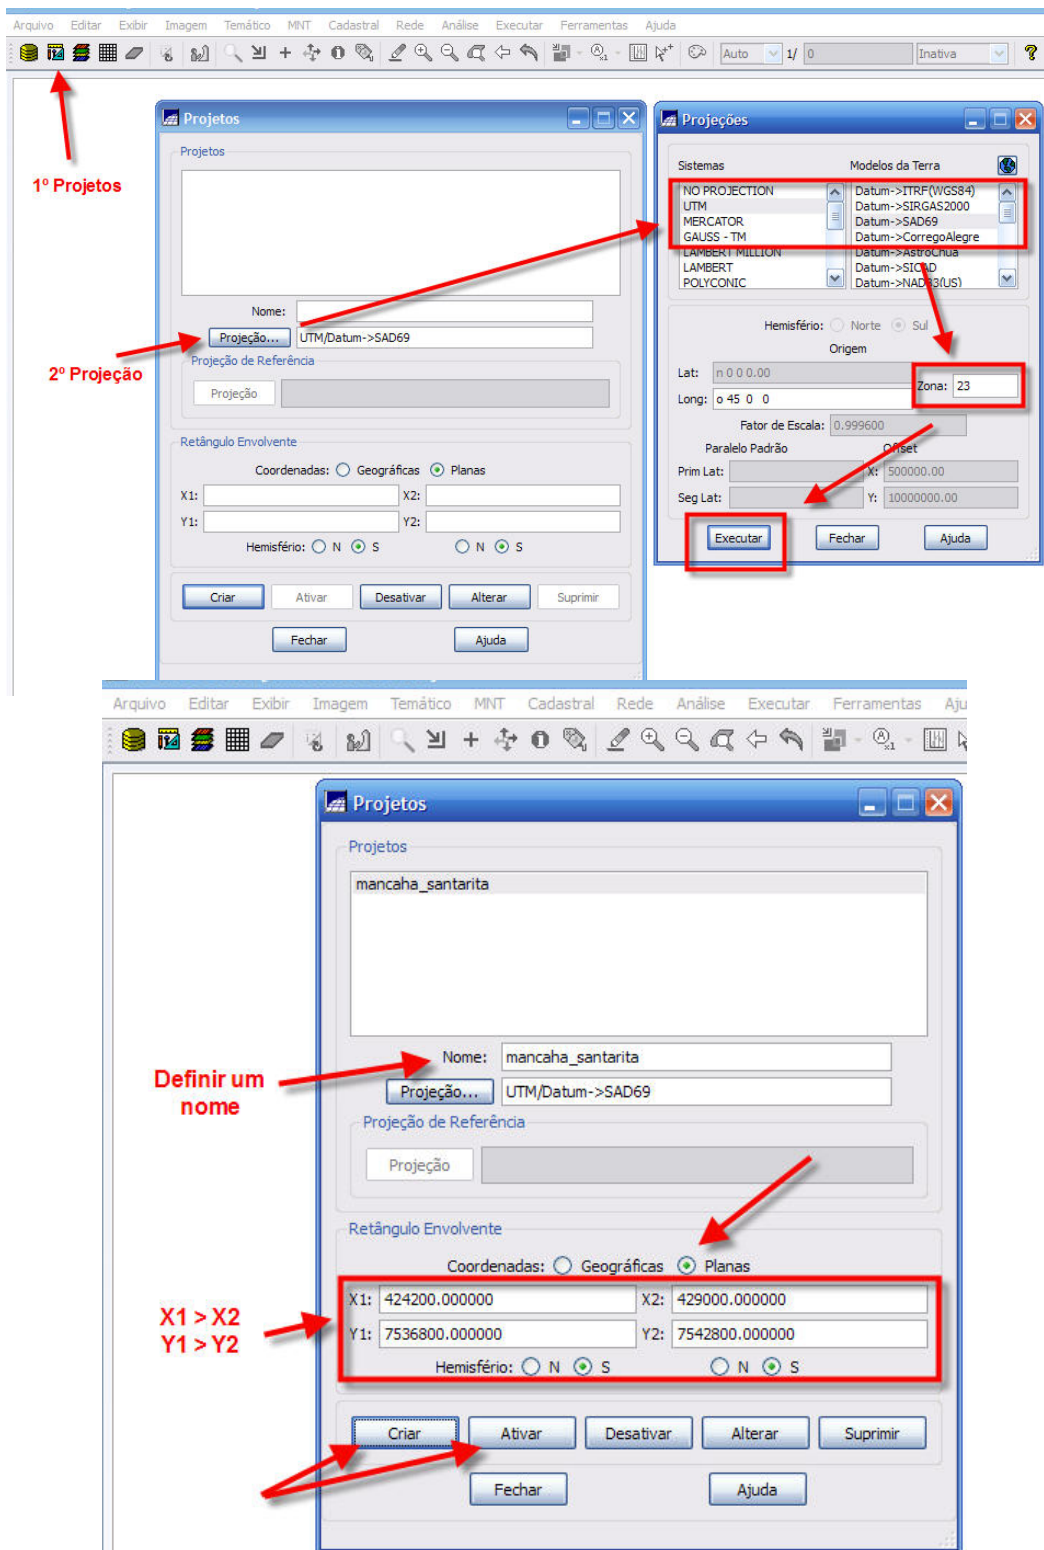 Arquivo Editar Exibir Imagem Temático MNT Cadastral Rede Análise Executar Ferramentas Ajuda
Auto 1/ 0 Inativa
1º Projetos
Projetos
Projetos
Nome:
Projeção... UTM/Datum->SAD69
2º Projeção
Projeção de Referência
Projeção
Retângulo Envolvente
Coordenadas: Geográficas Planas
X1: X2:
Y1: Y2:
Hemisfério: N S N S
Criar Ativar Desativar Alterar Suprimir
Fechar Ajuda
Projeções
Sistemas Modelos da Terra
NO PROJECTION Datum->ITRF(WGS84)
UTM Datum->SIRGAS2000
MERCATOR Datum->SAD69
GAUSS - TM Datum->CorregoAlegre
LAMBERT MILLION Datum->AstroChua
LAMBERT Datum->SICAD
POLYCONIC Datum->NAD83(US)
Hemisfério: Norte Sul
Origem
Lat: n 0 0 0.00
Zona: 23
Long: o 45 0 0
Fator de Escala: 0.999600
Paralelo Padrão Offset
Prim Lat: X: 500000.00
Seg Lat: Y: 10000000.00
Executar Fechar Ajuda
Arquivo Editar Exibir Imagem Temático MNT Cadastral Rede Análise Executar Ferramentas Aju
Projetos
Projetos
mancaha_santarita
Definir um
nome
Nome: mancaha_santarita
Projeção... UTM/Datum->SAD69
Projeção de Referência
Projeção
Retângulo Envolvente
Coordenadas: Geográficas Planas
X1 > X2
Y1 > Y2
X1: 424200.000000 X2: 429000.000000
Y1: 7536800.000000 Y2: 7542800.000000
Hemisfério: N S N S
Criar Ativar Desativar Alterar Suprimir
Fechar Ajuda